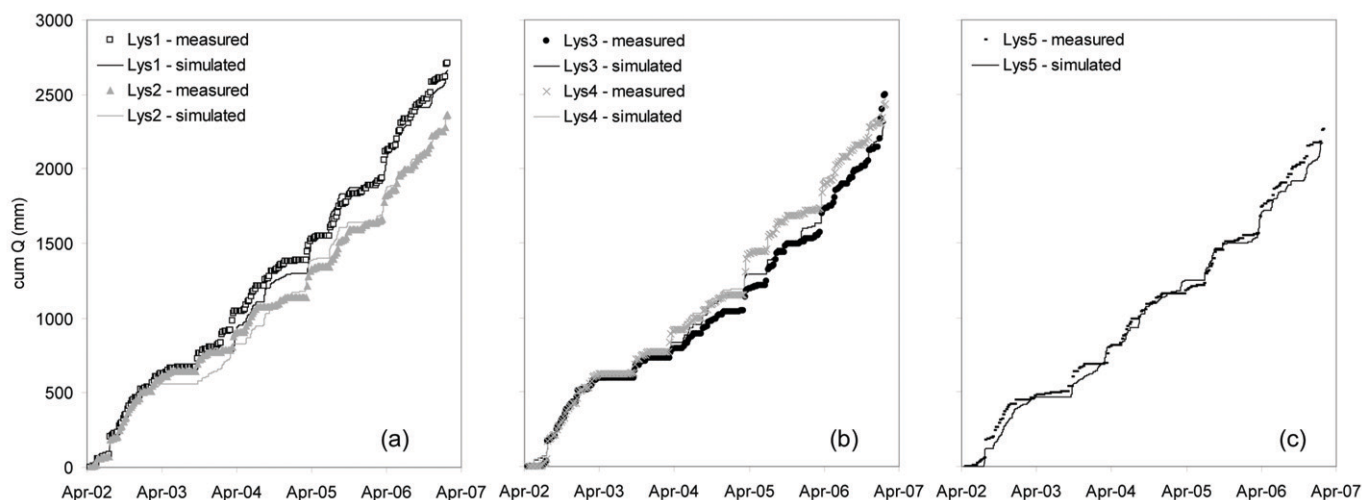 3000
2500
2000
1500
1000
500
0
cum Q (mm)
Lys1 - measured
Lys1 - simulated
Lys2 - measured
Lys2 - simulated
(a)
Apr-02 Apr-03 Apr-04 Apr-05 Apr-06 Apr-07
Lys3 - measured
Lys3 - simulated
Lys4 - measured
Lys4 - simulated
(b)
Apr-02 Apr-03 Apr-04 Apr-05 Apr-06 Apr-07
Lys5 - measured
Lys5 - simulated
(c)
Apr-02 Apr-03 Apr-04 Apr-05 Apr-06 Apr-07